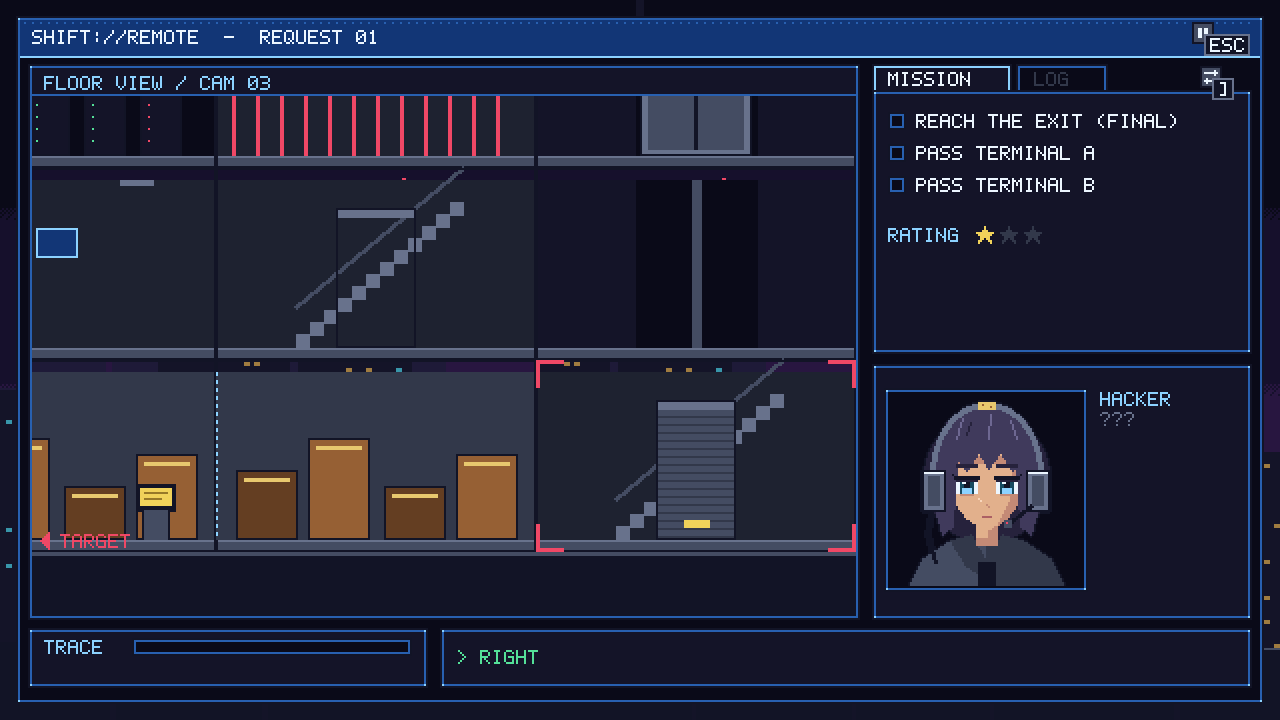 SHIFT://REMOTE - REQUEST 01
ESC
FLOOR VIEW / CAM 03
MISSION
LOG
]
REACH THE EXIT (FINAL)
PASS TERMINAL A
PASS TERMINAL B
RATING
TARGET
HACKER
???
TRACE
> RIGHT